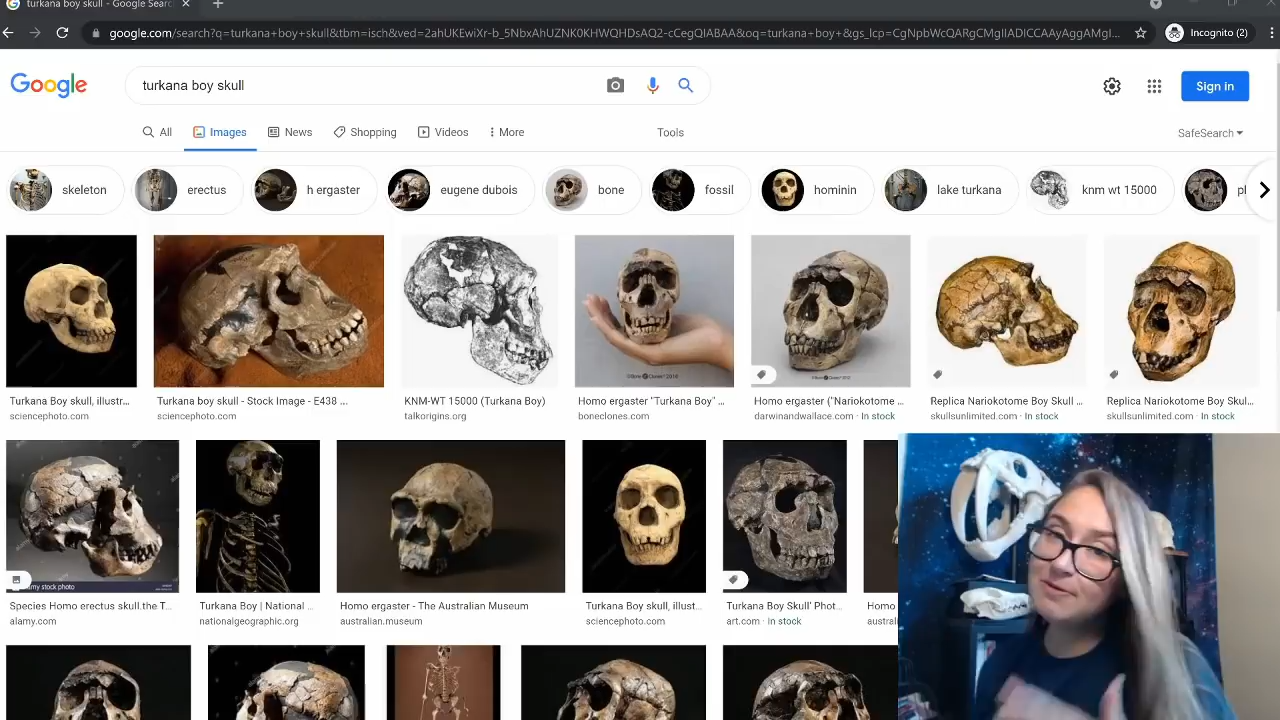 turkana boy skull - Google Searc
google.com/search?q=turkana+boy+skull&tbm=isch&ved=2ahUKEwiXr-b_5NbxAhUZNK0KHWQHDsAQ2-cCegQIABAA&oq=turkana+boy+&gs_lcp=CgNpbWcQARgCMgIIADICCAAyAggAMgI...
Incognito (2)
Google
turkana boy skull
Sign in
All
Images
News
Shopping
Videos
More
Tools
SafeSearch
skeleton
erectus
h ergaster
eugene dubois
bone
fossil
hominin
lake turkana
knm wt 15000
pl
Turkana Boy skull, illustr...
sciencephoto.com
Turkana boy skull - Stock Image - E438 ...
sciencephoto.com
KNM-WT 15000 (Turkana Boy)
talkorigins.org
Homo ergaster "Turkana Boy" ...
boneclones.com
Homo ergaster ("Nariokotome ...
darwinandwallace.com · In stock
Replica Nariokotome Boy Skull ...
skullsunlimited.com · In stock
Replica Nariokotome Boy Skul...
skullsunlimited.com · In stock
Species Homo erectus skull.the T...
alamy.com
Turkana Boy | National ...
nationalgeographic.org
Homo ergaster - The Australian Museum
australian.museum
Turkana Boy skull, illust...
sciencephoto.com
Turkana Boy Skull' Phot...
art.com · In stock
Homo
austral